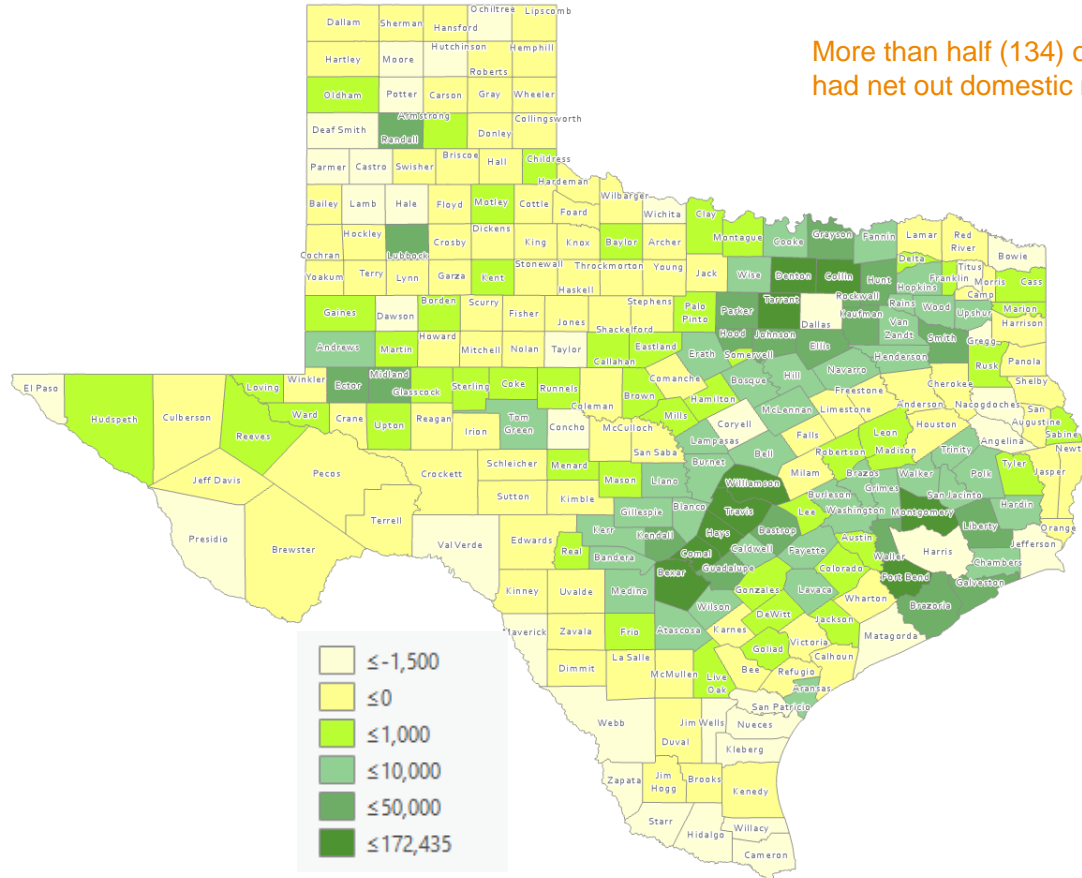 Ochiltree
Lipscomb
Dallam
Sherman
Hansford
Hutchinson
Hemphill
Hartley
Moore
Roberts
Oldham
Potter
Carson
Gray
Wheeler
Armstrong
Collingsworth
Deaf Smith
Randall
Donley
Briscoe
Childress
Parmer
Castro
Swisher
Hall
Hardeman
Bailey
Lamb
Hale
Floyd
Motley
Cottle
Foard
Wilbarger
Wichita
Clay
Hockley
Lubbock
Crosby
Dickens
King
Knox
Baylor
Archer
Montague
Cooke
Grayson
Fannin
Lamar
Red
River
Bowie
Cochran
Yoakum
Terry
Lynn
Garza
Kent
Stonewall
Haskell
Throckmorton
Young
Jack
Wise
Denton
Collin
Hunt
Delta
Hopkins
Franklin
Titus
Morris
Camp
Cass
Gaines
Dawson
Borden
Scurry
Fisher
Jones
Shackelford
Stephens
Palo
Pinto
Parker
Tarrant
Dallas
Rockwall
Kaufman
Rains
Wood
Upshur
Marion
Harrison
Andrews
Martin
Howard
Mitchell
Nolan
Taylor
Callahan
Eastland
Erath
Hood
Somervell
Johnson
Ellis
Van
Zandt
Smith
Gregg
Rusk
Panola
El Paso
Hudspeth
Culberson
Loving
Winkler
Ector
Midland
Glasscock
Sterling
Coke
Runnels
Coleman
Brown
Comanche
Hamilton
Bosque
Hill
Navarro
Henderson
Freestone
Anderson
Cherokee
Nacogdoches
Shelby
San
Augustine
Sabine
Reeves
Ward
Crane
Upton
Reagan
Irion
Tom
Green
Concho
McCulloch
San Saba
Mills
Lampasas
Coryell
McLennan
Limestone
Falls
Leon
Houston
Angelina
Newt
Jasper
Jeff Davis
Pecos
Crockett
Schleicher
Menard
Mason
Llano
Burnet
Bell
Milam
Robertson
Madison
Trinity
Polk
Tyler
Presidio
Brewster
Terrell
Sutton
Kimble
Gillespie
Blanco
Williamson
Travis
Lee
Burleson
Brazos
Grimes
Walker
San Jacinto
Hardin
Orange
Val Verde
Edwards
Real
Kerr
Bandera
Kendall
Comal
Hays
Caldwell
Bastrop
Fayette
Washington
Austin
Waller
Montgomery
Harris
Liberty
Chambers
Jefferson
Kinney
Uvalde
Medina
Bexar
Guadalupe
Gonzales
Lavaca
Colorado
Wharton
Fort Bend
Brazoria
Galveston
Maverick
Zavala
Frio
Atascosa
Wilson
Karnes
DeWitt
Jackson
Matagorda
Dimmit
La Salle
McMullen
Live
Oak
Bee
Goliad
Victoria
Calhoun
Refugio
Aransas
San Patricio
Webb
Duval
Jim Wells
Nueces
Kleberg
Zapata
Jim
Hogg
Brooks
Kenedy
Starr
Hidalgo
Willacy
Cameron
More than half (134) o
had net out domestic
≤-1,500
≤0
≤1,000
≤10,000
≤50,000
≤172,435